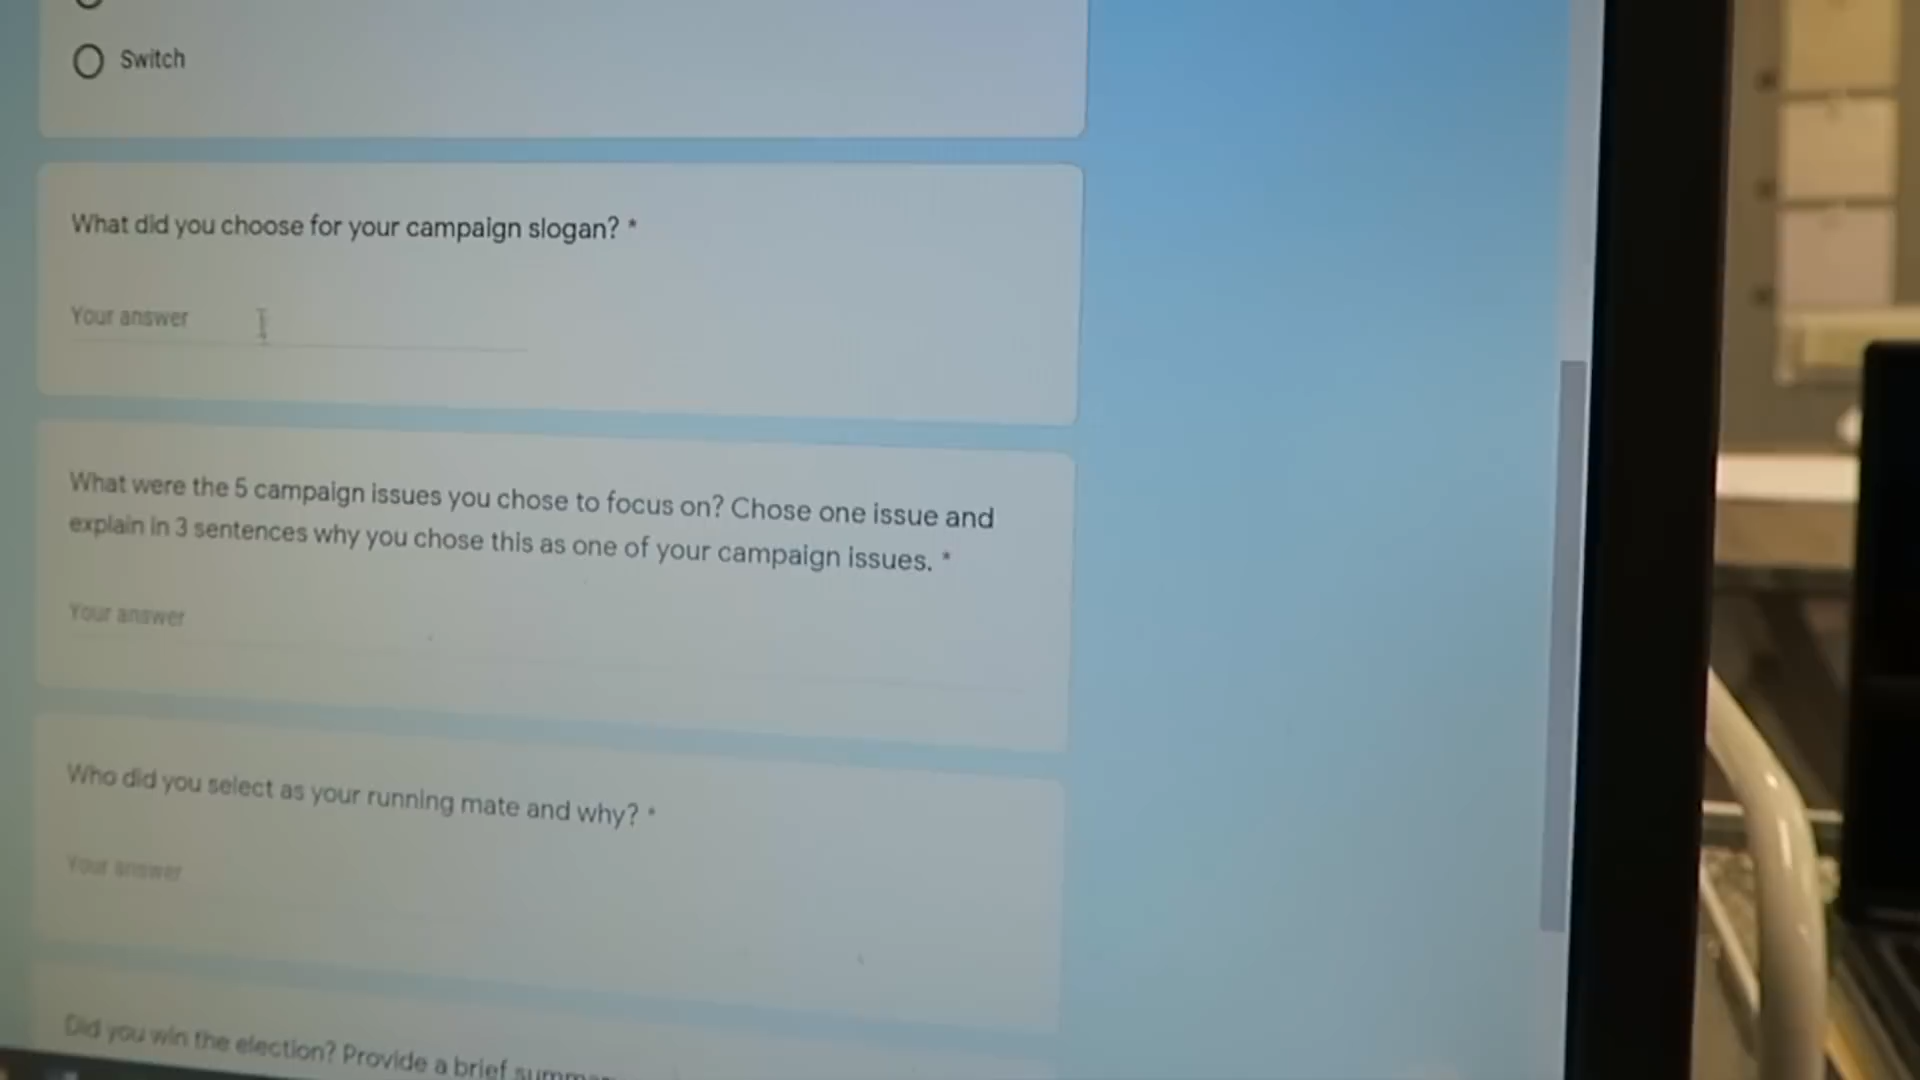 Switch
What did you choose for your campaign slogan? *
Your answer
What were the 5 campaign issues you chose to focus on? Chose one issue and
explain in 3 sentences why you chose this as one of your campaign issues. *
Your answer
Who did you select as your running mate and why? *
Your answer
Did you win the election? Provide a brief